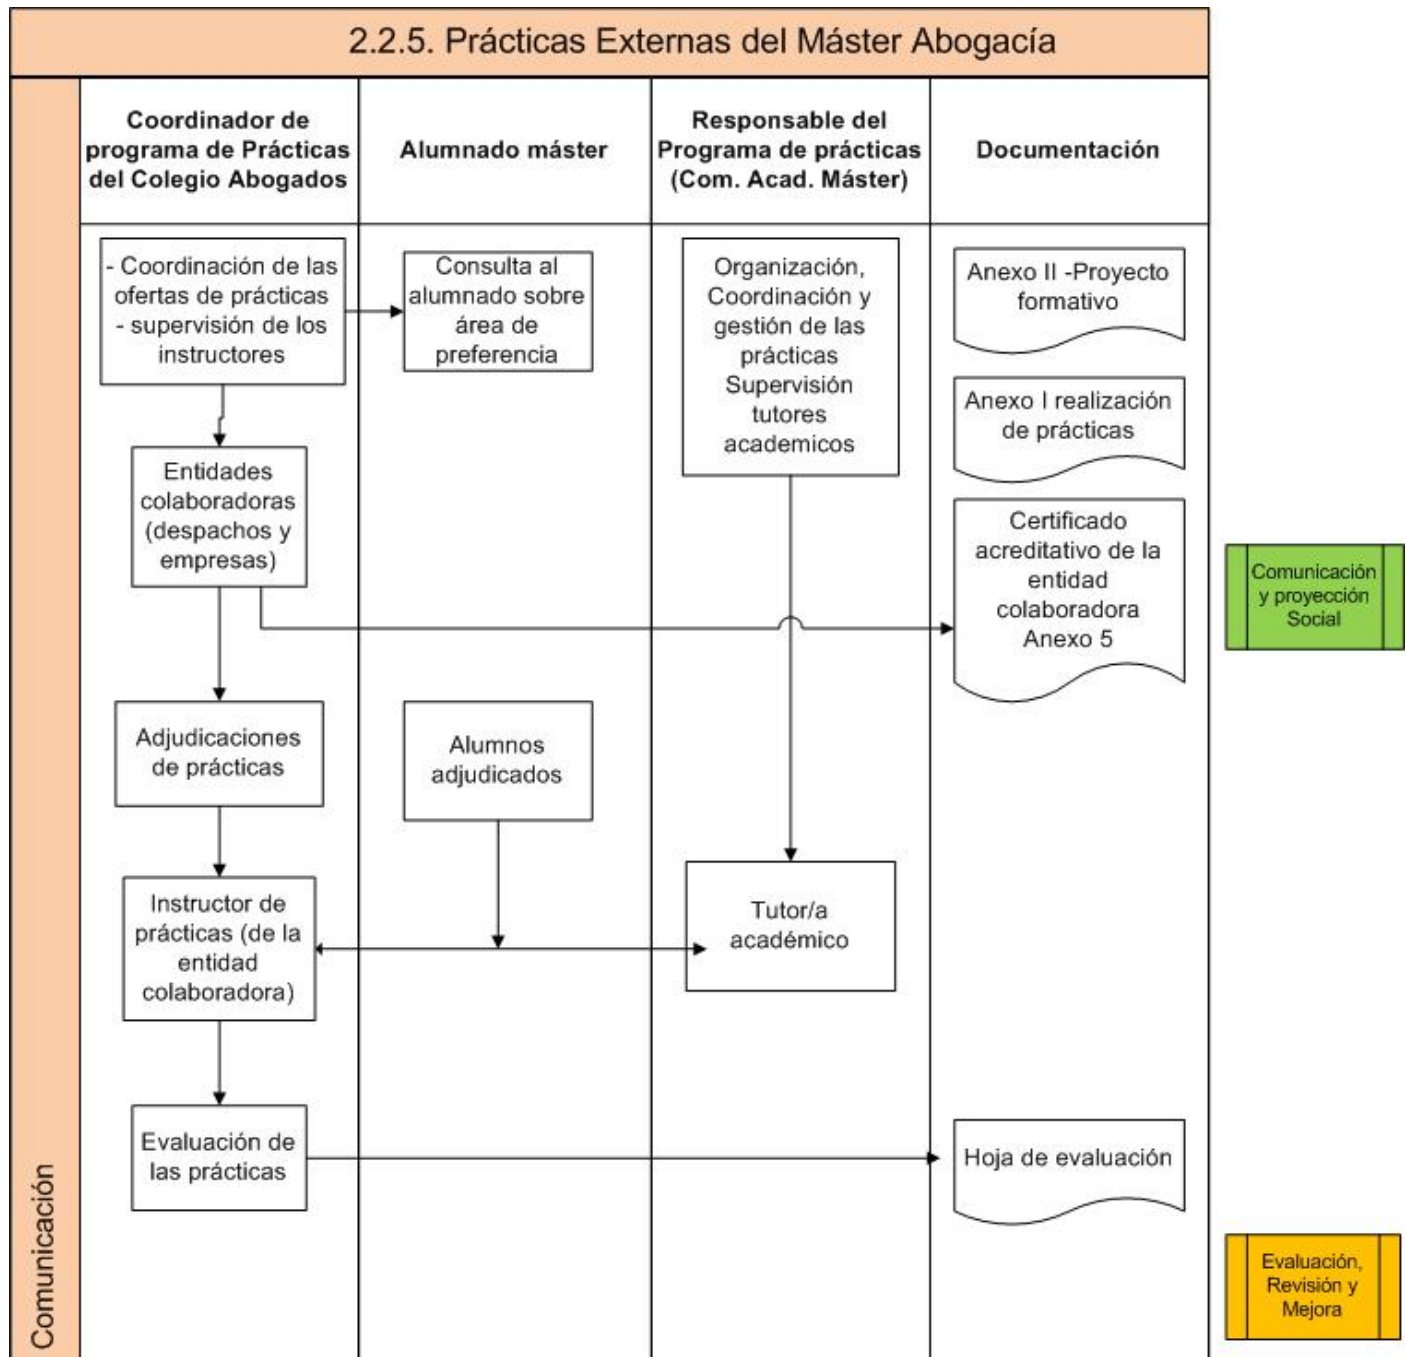 2.2.5. Prácticas Externas del Máster Abogacía
Coordinador de
programa de Prácticas
del Colegio Abogados
Alumnado máster
Responsable del
Programa de prácticas
(Com. Acad. Máster)
Documentación
- Coordinación de las
ofertas de prácticas
- supervisión de los
instructores
Consulta al
alumnado sobre
área de
preferencia
Organización,
Coordinación y
gestión de las
prácticas
Supervisión
tutores
academicos
Anexo II -Proyecto
formativo
Anexo I realización
de prácticas
Entidades
colaboradoras
(despachos y
empresas)
Certificado
acreditativo de la
entidad
colaboradora
Anexo 5
Comunicación
y proyección
Social
Adjudicaciones
de prácticas
Alumnos
adjudicados
Instructor de
prácticas (de la
entidad
colaboradora)
Tutor/a
académico
Evaluación de
las prácticas
Hoja de evaluación
Comunicación
Evaluación,
Revisión y
Mejora